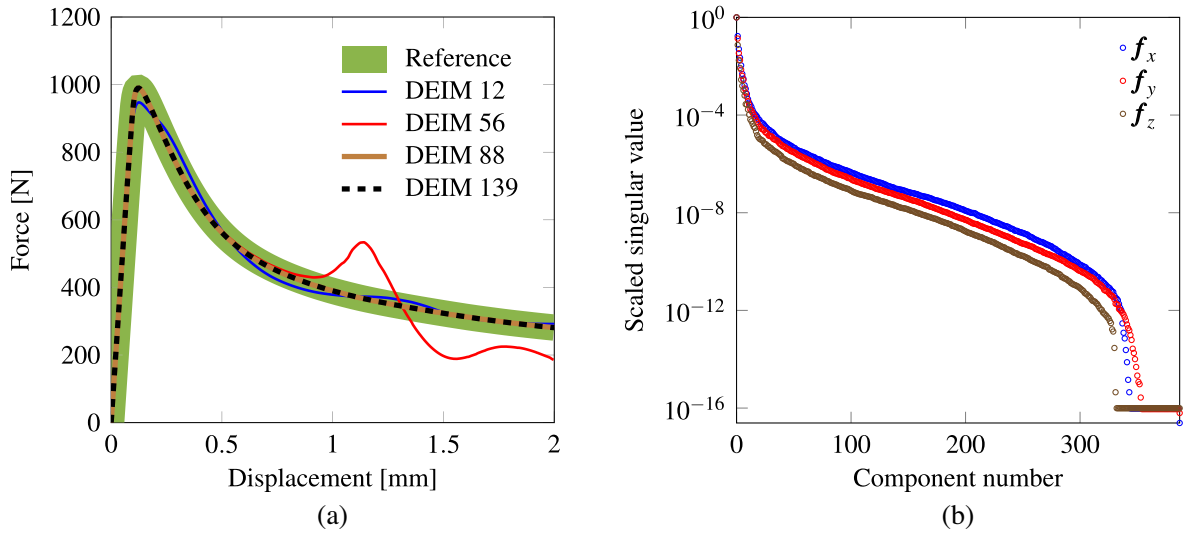 1200
1000
800
600
400
200
0
0
0.5
1
1.5
2
Force [N]
Displacement [mm]
Reference
DEIM 12
DEIM 56
DEIM 88
DEIM 139
(a)
10⁰
10⁻⁴
10⁻⁸
10⁻¹²
10⁻¹⁶
0
100
200
300
Scaled singular value
Component number
f_x
f_y
f_z
(b)